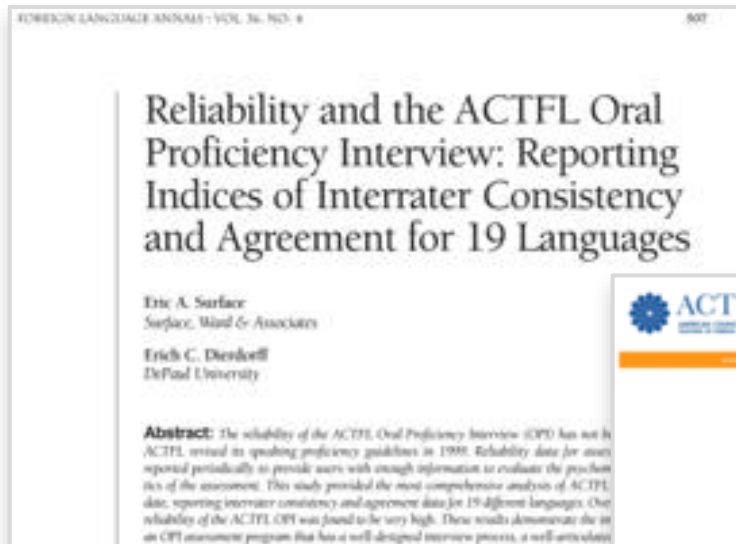 FOREIGN LANGUAGE ANNALS • VOL. 36, NO. 4
507
Reliability and the ACTFL Oral
Proficiency Interview: Reporting
Indices of Interrater Consistency
and Agreement for 19 Languages
Eric A. Surface
Surface, Ward & Associates
Erich C. Dierdorff
DePaul University
Abstract: The reliability of the ACTFL Oral Proficiency Interview (OPI) has not b
ACTFL revised its speaking proficiency guidelines in 1999. Reliability data for asses
reported periodically to provide users with enough information to evaluate the psychom
tics of the assessment. This study provided the most comprehensive analysis of ACTFL
date, reporting interrater consistency and agreement data for 19 different languages. Ove
reliability of the ACTFL OPI was found to be very high. These results demonstrate the im
an OPI assessment program that has a well-designed interview process, a well-articulated
ACT